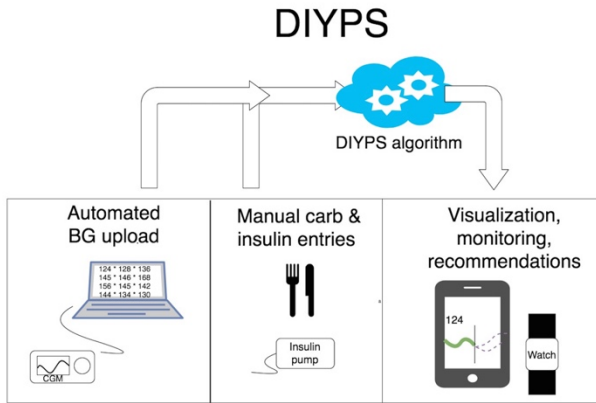 DIYPS
DIYPS algorithm
Automated
BG upload
124 * 128 * 136
145 * 146 * 168
156 * 145 * 142
144 * 134 * 130
CGM
Manual carb &
insulin entries
Insulin
pump
Visualization,
monitoring,
recommendations
124
Watch